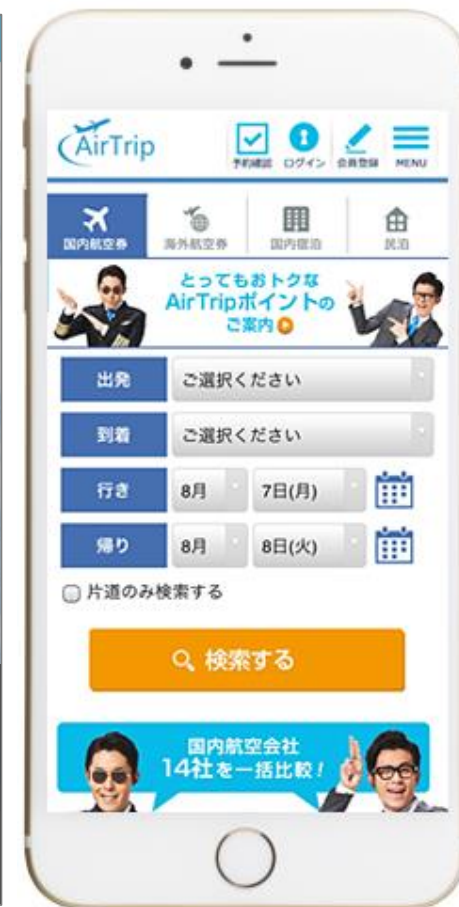 AirTrip
予約確認 ログイン 会員登録 MENU
国内航空券 海外航空券 国内宿泊 民泊
とってもおトクな
AirTripポイントの
ご案内
出発 ご選択ください
到着 ご選択ください
行き 8月 7日(月)
帰り 8月 8日(火)
片道のみ検索する
検索する
国内航空会社
14社を一括比較!